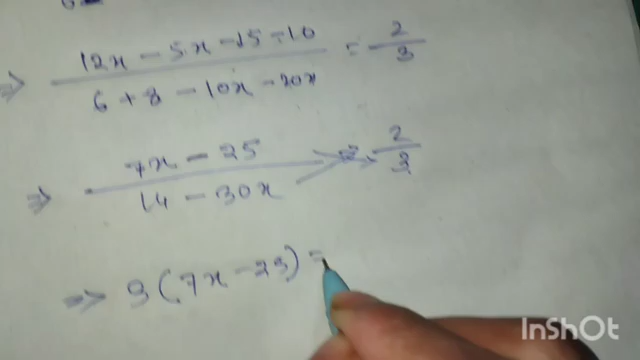 ⇒ (12x - 5x - 15 - 10) / (6 + 8 - 10x - 20x) = 2/3
⇒ (7x - 25) / (14 - 30x) = 2/3
⇒ 3(7x - 25) =
InShOt